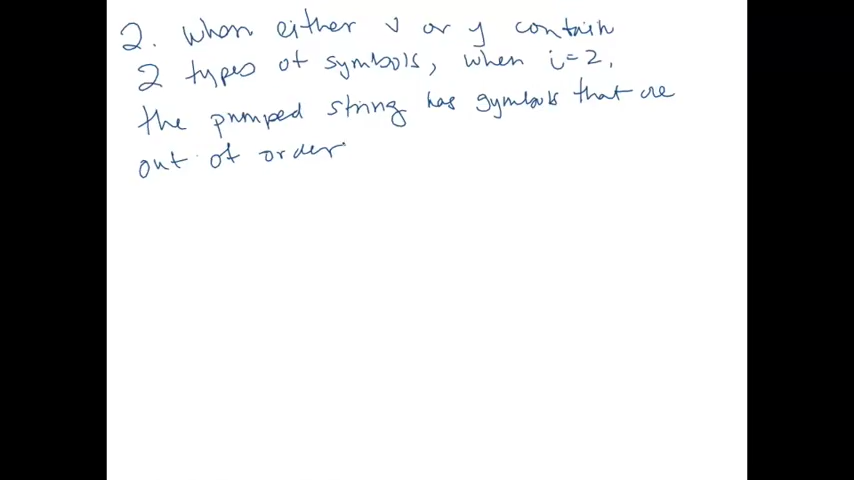 2. When either v or y contain
2 types of symbols, when i=2,
the pumped string has symbols that are
out of order